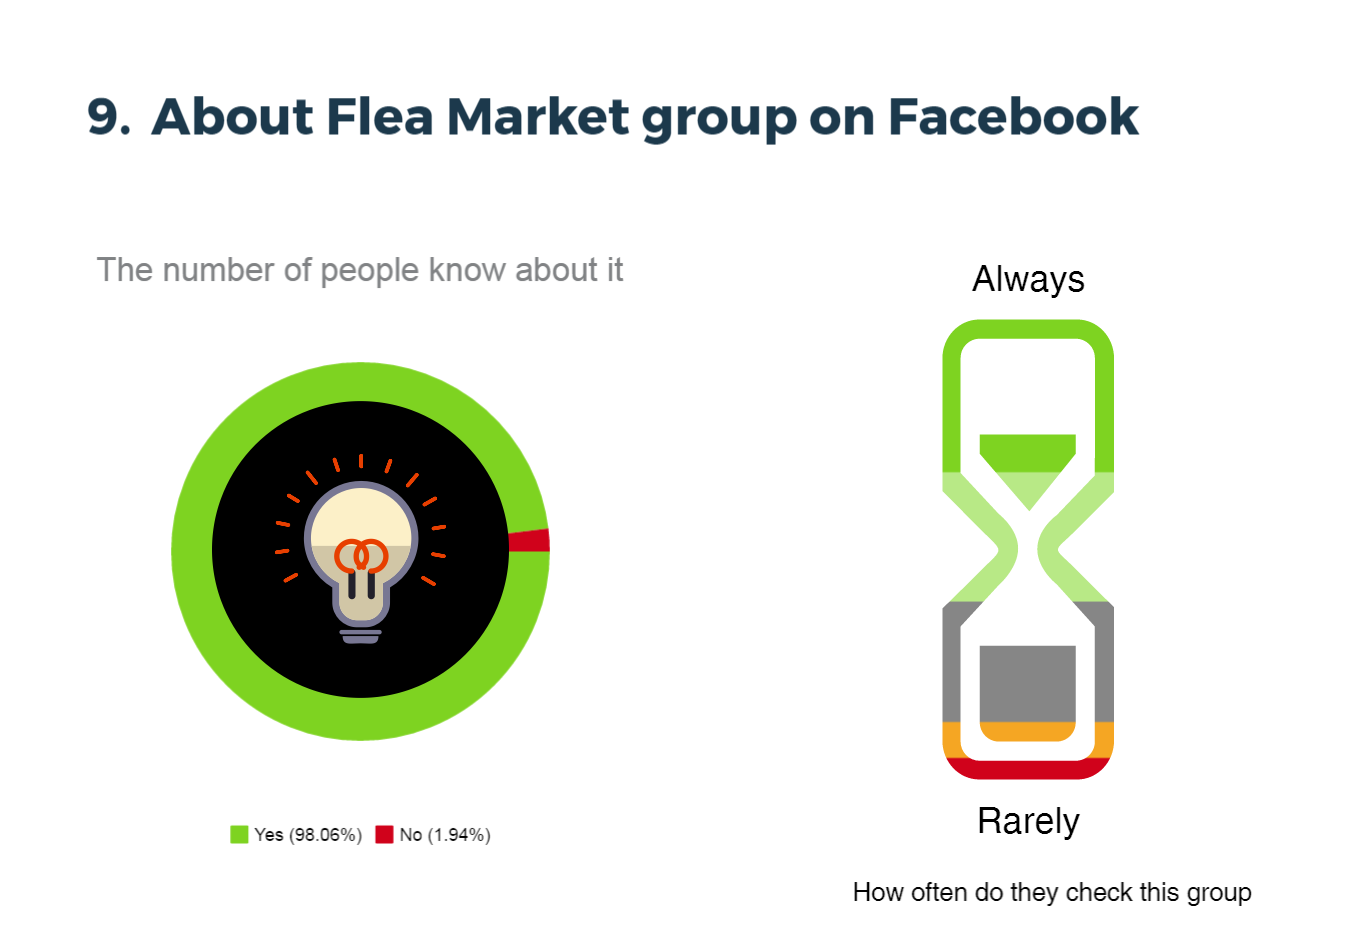 9. About Flea Market group on Facebook
The number of people know about it
Yes (98.06%) No (1.94%)
Always
Rarely
How often do they check this group